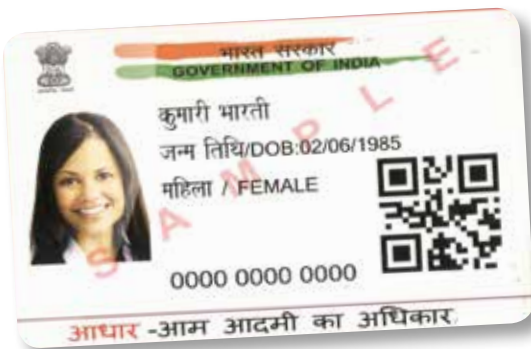 भारत सरकार
GOVERNMENT OF INDIA
कुमारी भारती
जन्म तिथि/DOB:02/06/1985
महिला / FEMALE
SAMPLE
0000 0000 0000
आधार -आम आदमी का अधिकार